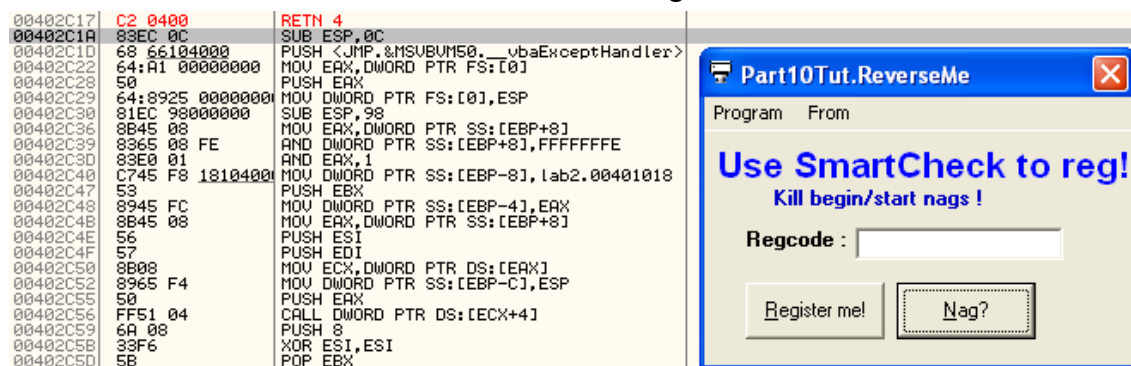 00402C17 C2 0400 RETN 4
00402C1A 83EC 0C SUB ESP,0C
00402C1D 68 66104000 PUSH <JMP.&MSVBVM50.__vbaExceptHandler>
00402C22 64:A1 00000000 MOV EAX,DWORD PTR FS:[0]
00402C28 50 PUSH EAX
00402C29 64:8925 0000000 MOV DWORD PTR FS:[0],ESP
00402C30 81EC 98000000 SUB ESP,98
00402C36 8B45 08 MOV EAX,DWORD PTR SS:[EBP+8]
00402C39 8365 08 FE AND DWORD PTR SS:[EBP+8],FFFFFFFE
00402C3D 83E0 01 AND EAX,1
00402C40 C745 F8 1810400 MOV DWORD PTR SS:[EBP-8],lab2.00401018
00402C47 53 PUSH EBX
00402C48 8945 FC MOV DWORD PTR SS:[EBP-4],EAX
00402C4B 8B45 08 MOV EAX,DWORD PTR SS:[EBP+8]
00402C4E 56 PUSH ESI
00402C4F 57 PUSH EDI
00402C50 8B08 MOV ECX,DWORD PTR DS:[EAX]
00402C52 8965 F4 MOV DWORD PTR SS:[EBP-C],ESP
00402C55 50 PUSH EAX
00402C56 FF51 04 CALL DWORD PTR DS:[ECX+4]
00402C59 6A 08 PUSH 8
00402C5B 33F6 XOR ESI,ESI
00402C5D 5B POP EBX
Part10Tut.ReverseMe
Program From
Use SmartCheck to reg!
Kill begin/start nags !
Regcode :
Register me! Nag?